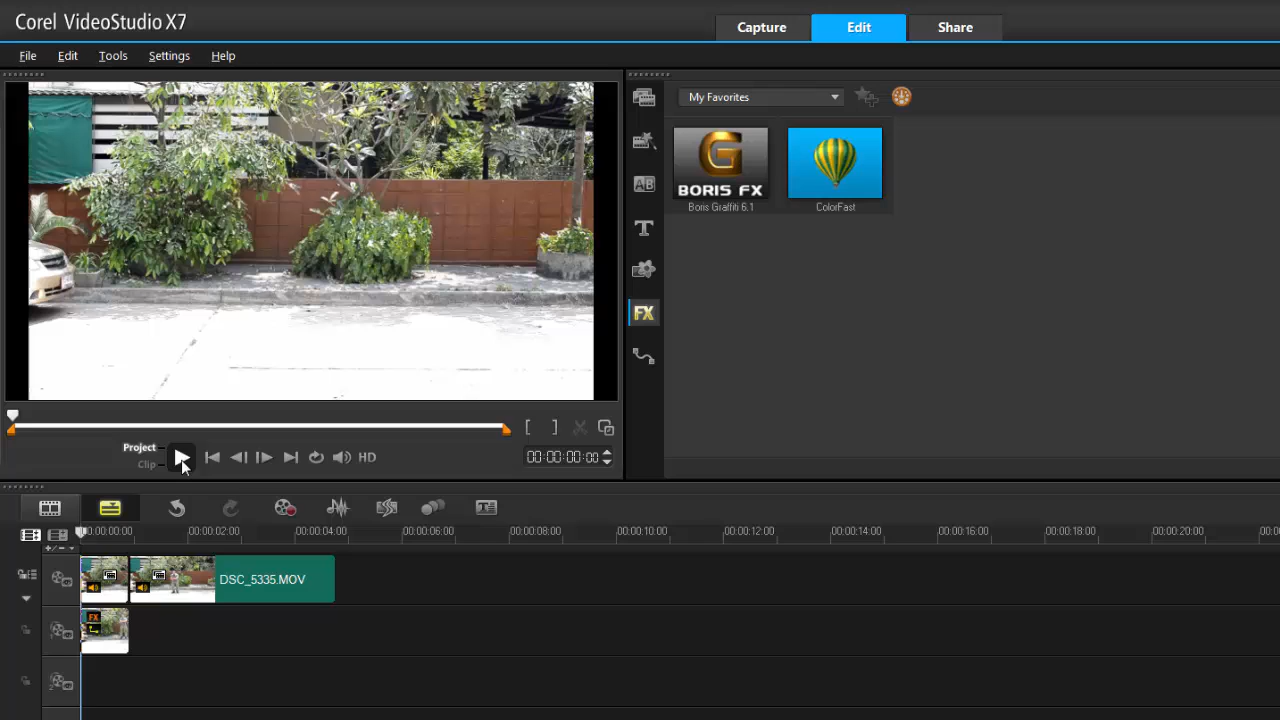 Corel VideoStudio X7
Capture
Edit
Share
File
Edit
Tools
Settings
Help
My Favorites
G
BORIS FX
Boris Graffiti 6.1
ColorFast
AB
T
FX
Project
Clip
HD
[ ]
00:00:00:00
T
00:00:00:00
00:00:02:00
00:00:04:00
00:00:06:00
00:00:08:00
00:00:10:00
00:00:12:00
00:00:14:00
00:00:16:00
00:00:18:00
00:00:20:00
DSC_5335.MOV
FX